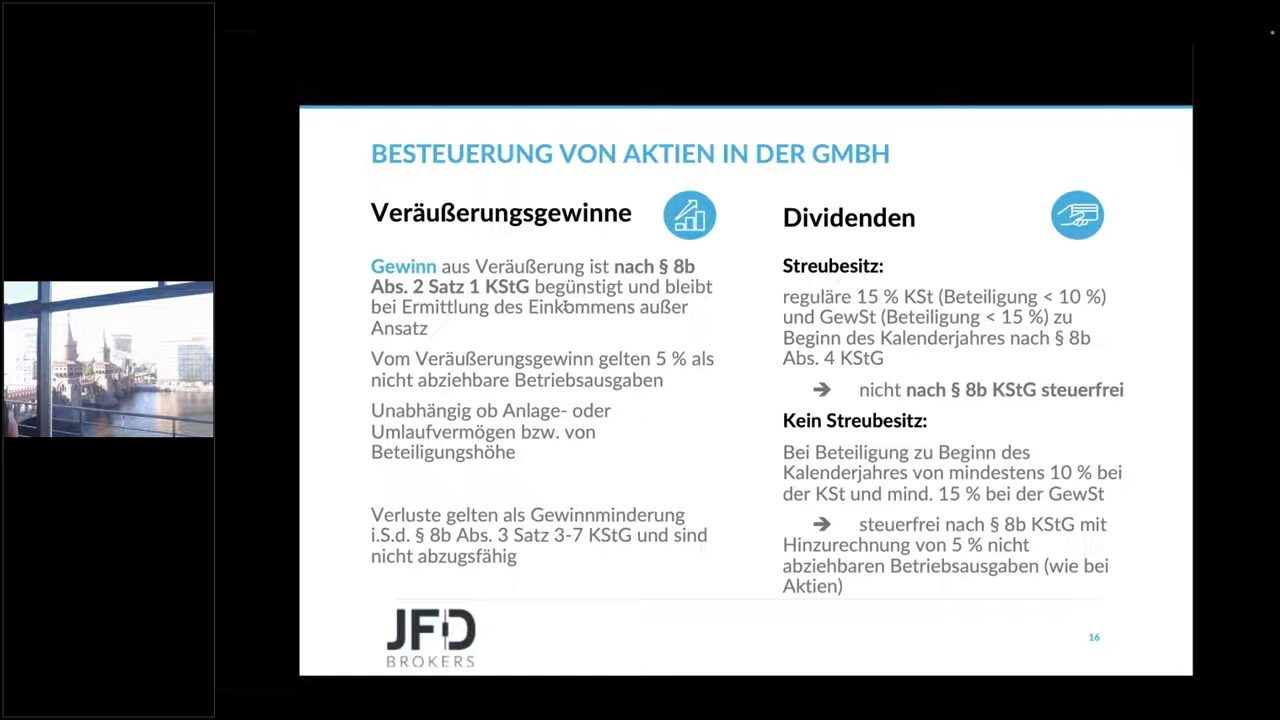 BESTEUERUNG VON AKTIEN IN DER GMBH
Veräußerungsgewinne
Gewinn aus Veräußerung ist nach § 8b
Abs. 2 Satz 1 KStG begünstigt und bleibt
bei Ermittlung des Einkommens außer
Ansatz
Vom Veräußerungsgewinn gelten 5 % als
nicht abziehbare Betriebsausgaben
Unabhängig ob Anlage- oder
Umlaufvermögen bzw. von
Beteiligungshöhe
Verluste gelten als Gewinnminderung
i.S.d. § 8b Abs. 3 Satz 3-7 KStG und sind
nicht abzugsfähig
Dividenden
Streubesitz:
reguläre 15 % KSt (Beteiligung < 10 %)
und GewSt (Beteiligung < 15 %) zu
Beginn des Kalenderjahres nach § 8b
Abs. 4 KStG
➔ nicht nach § 8b KStG steuerfrei
Kein Streubesitz:
Bei Beteiligung zu Beginn des
Kalenderjahres von mindestens 10 % bei
der KSt und mind. 15 % bei der GewSt
➔ steuerfrei nach § 8b KStG mit
Hinzurechnung von 5 % nicht
abziehbaren Betriebsausgaben (wie bei
Aktien)
JFD
BROKERS
16